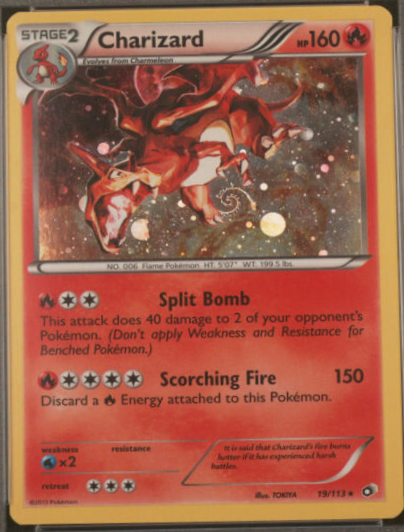 STAGE2 Charizard HP160
Evolves from Charmeleon
NO. 006 Flame Pokémon HT: 5'07" WT: 199.5 lbs.
Split Bomb
This attack does 40 damage to 2 of your opponent's
Pokémon. (Don't apply Weakness and Resistance for
Benched Pokémon.)
Scorching Fire 150
Discard a Energy attached to this Pokémon.
weakness resistance
×2
It is said that Charizard's fire burns
hotter if it has experienced harsh
battles.
retreat
©2013 Pokémon
Illus. TOKIYA
19/113 ★